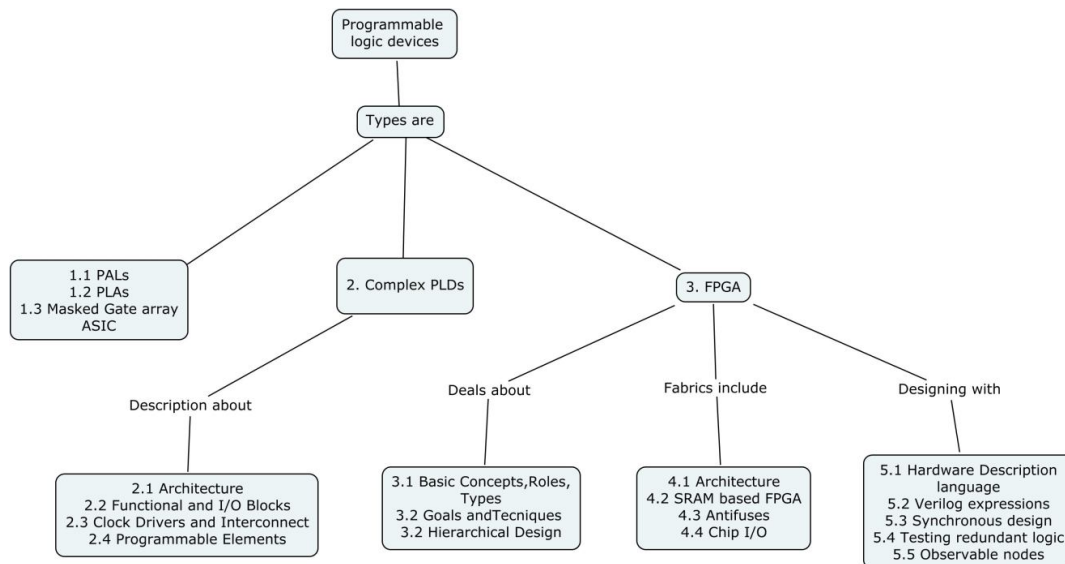 Programmable
logic devices
Types are
1.1 PALs
1.2 PLAs
1.3 Masked Gate array
ASIC
2. Complex PLDs
3. FPGA
Description about
Deals about
Fabrics include
Designing with
2.1 Architecture
2.2 Functional and I/O Blocks
2.3 Clock Drivers and Interconnect
2.4 Programmable Elements
3.1 Basic Concepts,Roles,
Types
3.2 Goals andTecniques
3.2 Hierarchical Design
4.1 Architecture
4.2 SRAM based FPGA
4.3 Antifuses
4.4 Chip I/O
5.1 Hardware Description
language
5.2 Verilog expressions
5.3 Synchronous design
5.4 Testing redundant logic
5.5 Observable nodes